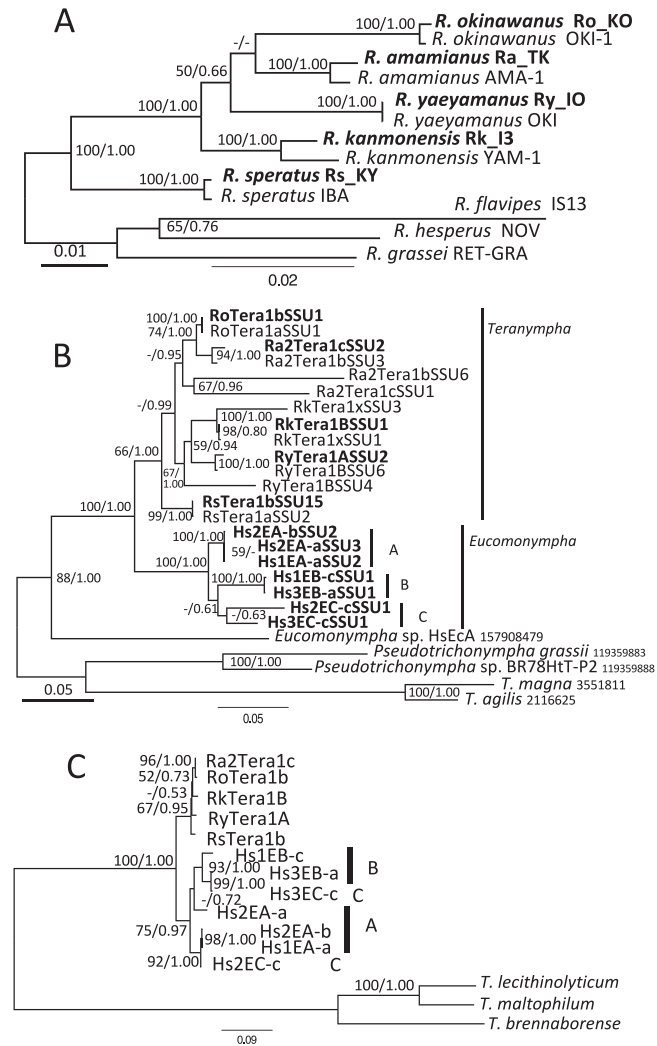 A
100/1.00
R. okinawanus Ro_KO
R. okinawanus OKI-1
-/-
50/0.66
100/1.00
R. amamianus Ra_TK
R. amamianus AMA-1
100/1.00
100/1.00
R. yaeyamanus Ry_IO
R. yaeyamanus OKI
100/1.00
100/1.00
R. kanmonensis Rk_I3
R. kanmonensis YAM-1
100/1.00
R. speratus Rs_KY
R. speratus IBA
R. flavipes IS13
65/0.76
R. hesperus NOV
R. grassei RET-GRA
0.01
0.02
B
100/1.00
RoTera1bSSU1
74/1.00
RoTera1aSSU1
-/0.95
94/1.00
Ra2Tera1cSSU2
Ra2Tera1bSSU3
67/0.96
Ra2Tera1bSSU6
Ra2Tera1cSSU1
-/0.99
RkTera1xSSU3
100/1.00
98/0.80
RkTera1BSSU1
RkTera1xSSU1
59/0.94
100/1.00
RyTera1ASSU2
RyTera1BSSU6
66/1.00
67/
1.00
RyTera1BSSU4
99/1.00
RsTera1bSSU15
RsTera1aSSU2
Teranympha
100/1.00
100/1.00
Hs2EA-bSSU2
59/-
Hs2EA-aSSU3
Hs1EA-aSSU2
A
100/1.00
100/1.00
Hs1EB-cSSU1
Hs3EB-aSSU1
B
-/0.61
-/0.63
Hs2EC-cSSU1
Hs3EC-cSSU1
C
Eucomonympha
88/1.00
Eucomonympha sp. HsEcA 157908479
Pseudotrichonympha grassii 119359883
100/1.00
Pseudotrichonympha sp. BR78HtT-P2 119359888
T. magna 3551811
100/1.00
T. agilis 2116625
0.05
0.05
C
96/1.00
Ra2Tera1c
52/0.73
RoTera1b
-/0.53
RkTera1B
67/0.95
RyTera1A
RsTera1b
100/1.00
Hs1EB-c
93/1.00
Hs3EB-a
B
99/1.00
Hs3EC-c C
-/0.72
Hs2EA-a
75/0.97
98/1.00
Hs2EA-b
Hs1EA-a
A
92/1.00
Hs2EC-c C
100/1.00
T. lecithinolyticum
T. maltophilum
T. brennaborense
0.09